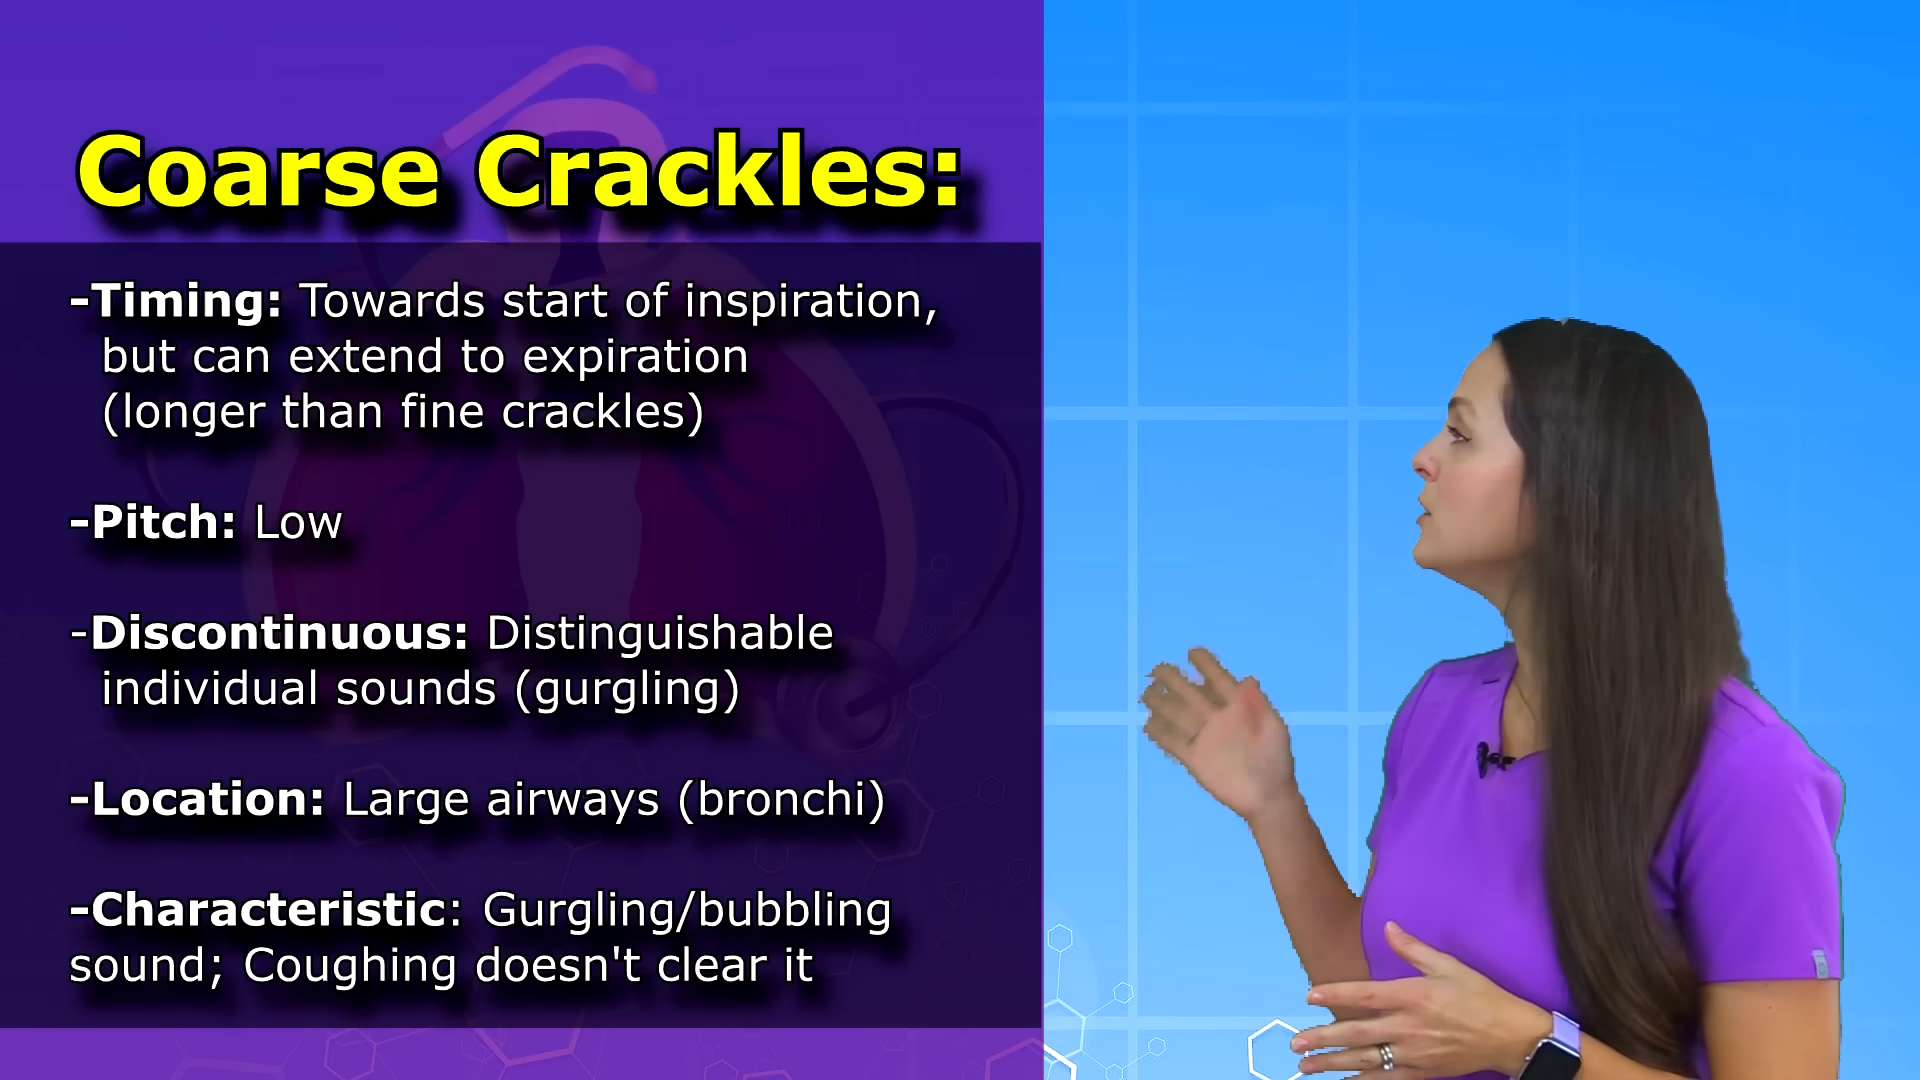 Coarse Crackles:
-Timing: Towards start of inspiration,
but can extend to expiration
(longer than fine crackles)
-Pitch: Low
-Discontinuous: Distinguishable
individual sounds (gurgling)
-Location: Large airways (bronchi)
-Characteristic: Gurgling/bubbling
sound; Coughing doesn't clear it